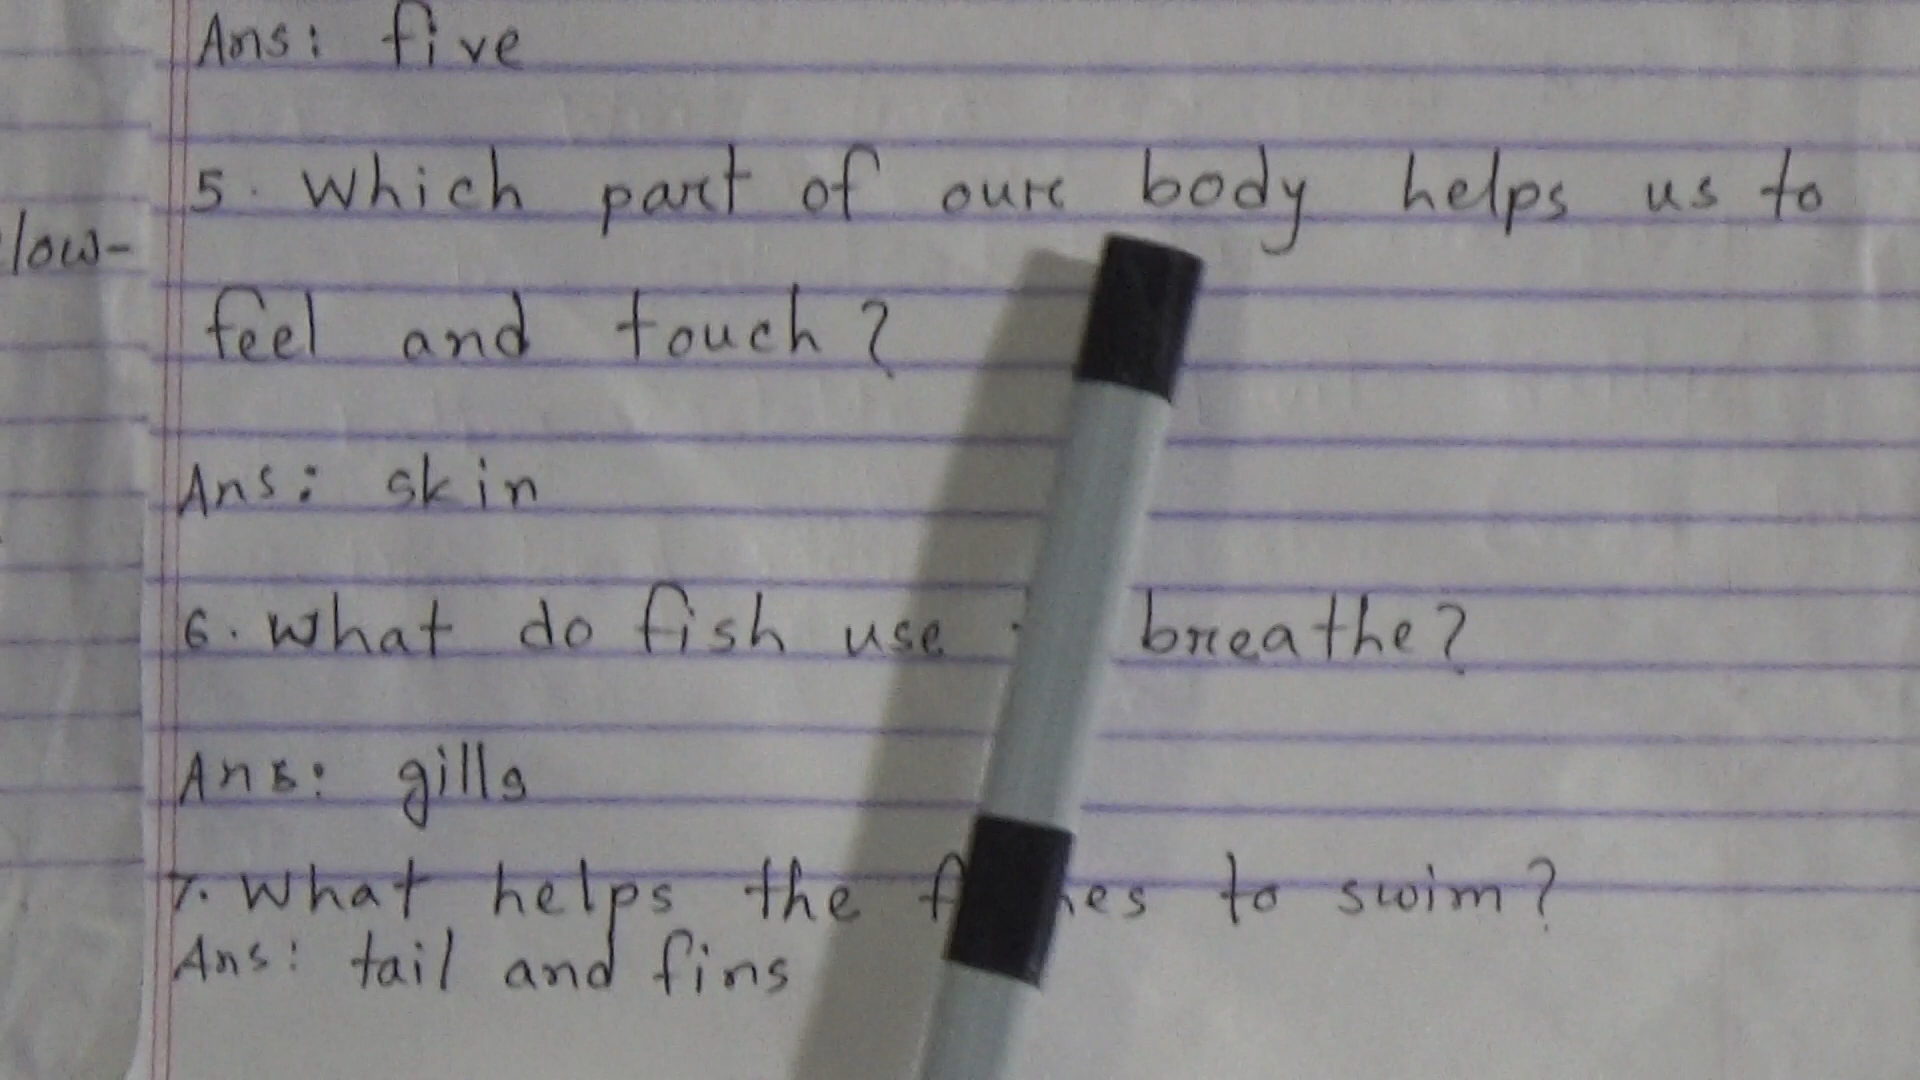 Ans: five
5. Which part of our body helps us to
low-
feel and touch?
Ans: skin
6. What do fish use breathe?
Ans: gills
7. What helps the to swim?
Ans: tail and fins